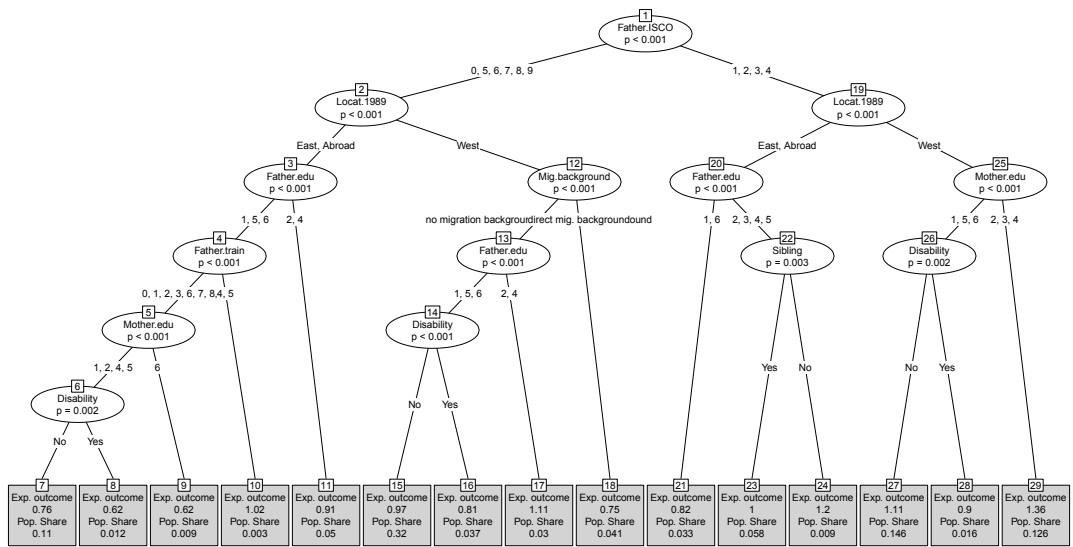 1
Father.ISCO
p < 0.001
0, 5, 6, 7, 8, 9
1, 2, 3, 4
2
Locat.1989
p < 0.001
19
Locat.1989
p < 0.001
East, Abroad
West
East, Abroad
West
3
Father.edu
p < 0.001
12
Mig.background
p < 0.001
20
Father.edu
p < 0.001
25
Mother.edu
p < 0.001
1, 5, 6
2, 4
no migration backgrour
direct mig. backgroundound
1, 6
2, 3, 4, 5
1, 5, 6
2, 3, 4
4
Father.train
p < 0.001
13
Father.edu
p < 0.001
22
Sibling
p = 0.003
26
Disability
p = 0.002
0, 1, 2, 3, 6, 7, 8
4, 5
1, 5, 6
2, 4
5
Mother.edu
p < 0.001
14
Disability
p < 0.001
1, 2, 4, 5
6
Yes
No
No
Yes
6
Disability
p = 0.002
No
Yes
No
Yes
7
Exp. outcome
0.76
Pop. Share
0.11
8
Exp. outcome
0.62
Pop. Share
0.012
9
Exp. outcome
0.62
Pop. Share
0.009
10
Exp. outcome
1.02
Pop. Share
0.003
11
Exp. outcome
0.91
Pop. Share
0.05
15
Exp. outcome
0.97
Pop. Share
0.32
16
Exp. outcome
0.81
Pop. Share
0.037
17
Exp. outcome
1.11
Pop. Share
0.03
18
Exp. outcome
0.75
Pop. Share
0.041
21
Exp. outcome
0.82
Pop. Share
0.033
23
Exp. outcome
1
Pop. Share
0.058
24
Exp. outcome
1.2
Pop. Share
0.009
27
Exp. outcome
1.11
Pop. Share
0.146
28
Exp. outcome
0.9
Pop. Share
0.016
29
Exp. outcome
1.36
Pop. Share
0.126